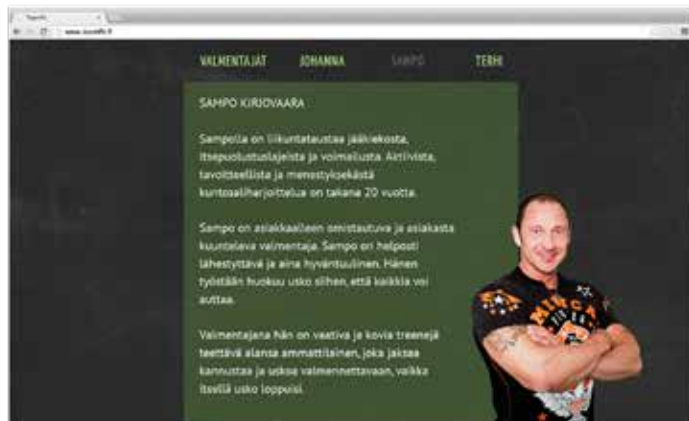 VALMENTAJAT JOHANNA SAMPO TERHI
SAMPO KIRJOVAARA
Sampolla on liikuntataustaa jääkiekosta,
itsepuolustuslajeista ja voimailusta. Aktiivista,
tavoitteellista ja menestyksekästä
kuntosaliharjoittelua on takana 20 vuotta.
Sampo on asiakkaalleen omistautuva ja asiakasta
kuunteleva valmentaja. Sampo on helposti
lähestyttävä ja aina hyväntuulinen. Hänen
työstään huokuu usko siihen, että kaikkia voi
auttaa.
Valmentajana hän on vaativa ja kovia treenejä
teettävä alansa ammattilainen, joka jaksaa
kannustaa ja uskoa valmennettavaan, vaikka
itsellä usko loppuisi.